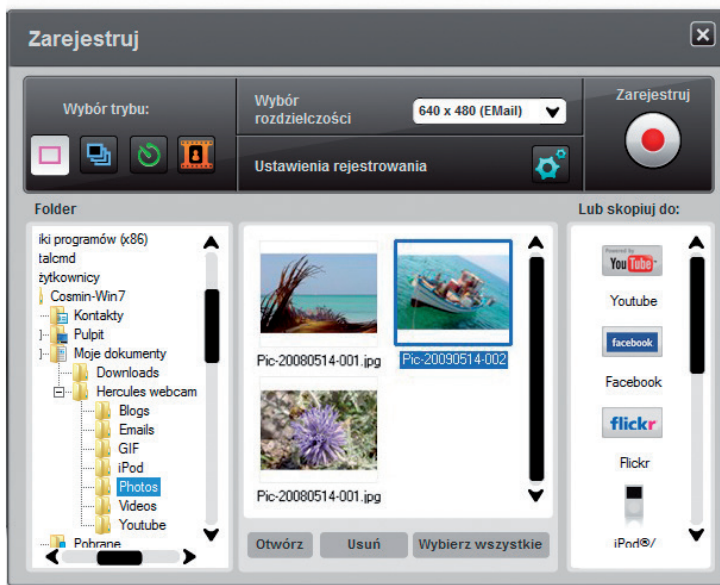 Zarejestruj
Wybór trybu:
Wybór
rozdzielczości
640 x 480 (EMail)
Ustawienia rejestrowania
Zarejestruj
Folder
iki programów (x86)
talcmd
żytkownicy
Cosmin-Win7
Kontakty
Pulpit
Moje dokumenty
Downloads
Hercules webcam
Blogs
Emails
GIF
iPod
Photos
Videos
Youtube
Pobrane
Pic-20080514-001.jpg
Pic-20090514-002
Pic-20080514-001.jpg
Otwórz
Usuń
Wybierz wszystkie
Lub skopiuj do:
Powered by
YouTube
Youtube
facebook
Facebook
flickr
Flickr
iPod®/